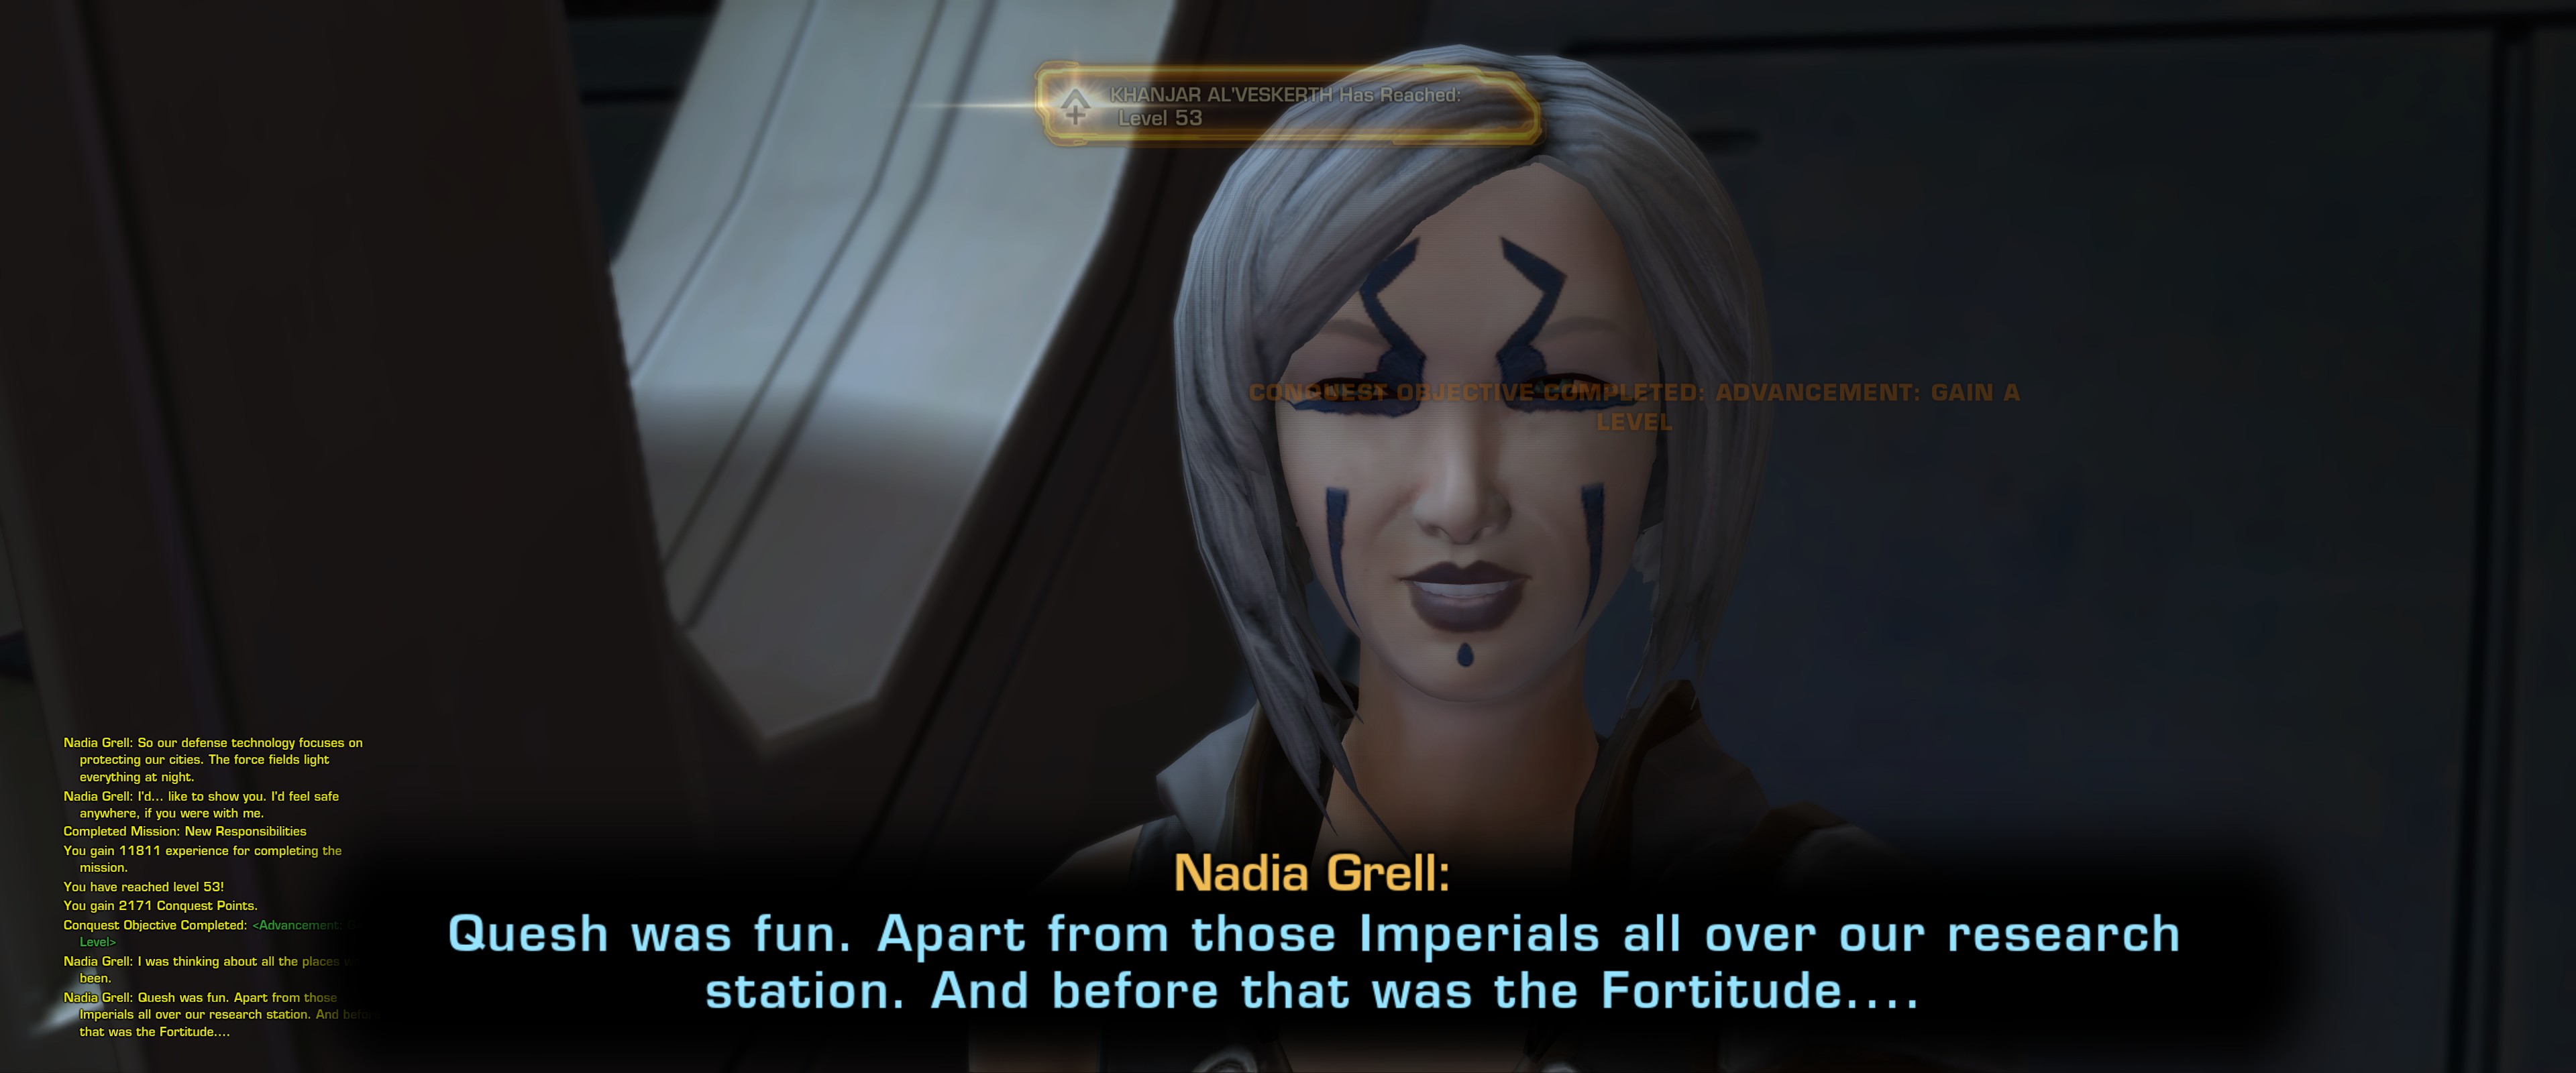 KHANJAR AL'VESKERTH Has Reached:
Level 53
CONQUEST OBJECTIVE COMPLETED: ADVANCEMENT: GAIN A
LEVEL
Nadia Grell: So our defense technology focuses on
protecting our cities. The force fields light
everything at night.
Nadia Grell: I'd... like to show you. I'd feel safe
anywhere, if you were with me.
Completed Mission: New Responsibilities
You gain 11811 experience for completing the
mission.
You have reached level 53!
You gain 2171 Conquest Points.
Conquest Objective Completed: <Advancement:
Level>
Nadia Grell: I was thinking about all the places
been.
Nadia Grell: Quesh was fun. Apart from those
Imperials all over our research station. And before
that was the Fortitude....
Nadia Grell:
Quesh was fun. Apart from those Imperials all over our research
station. And before that was the Fortitude....